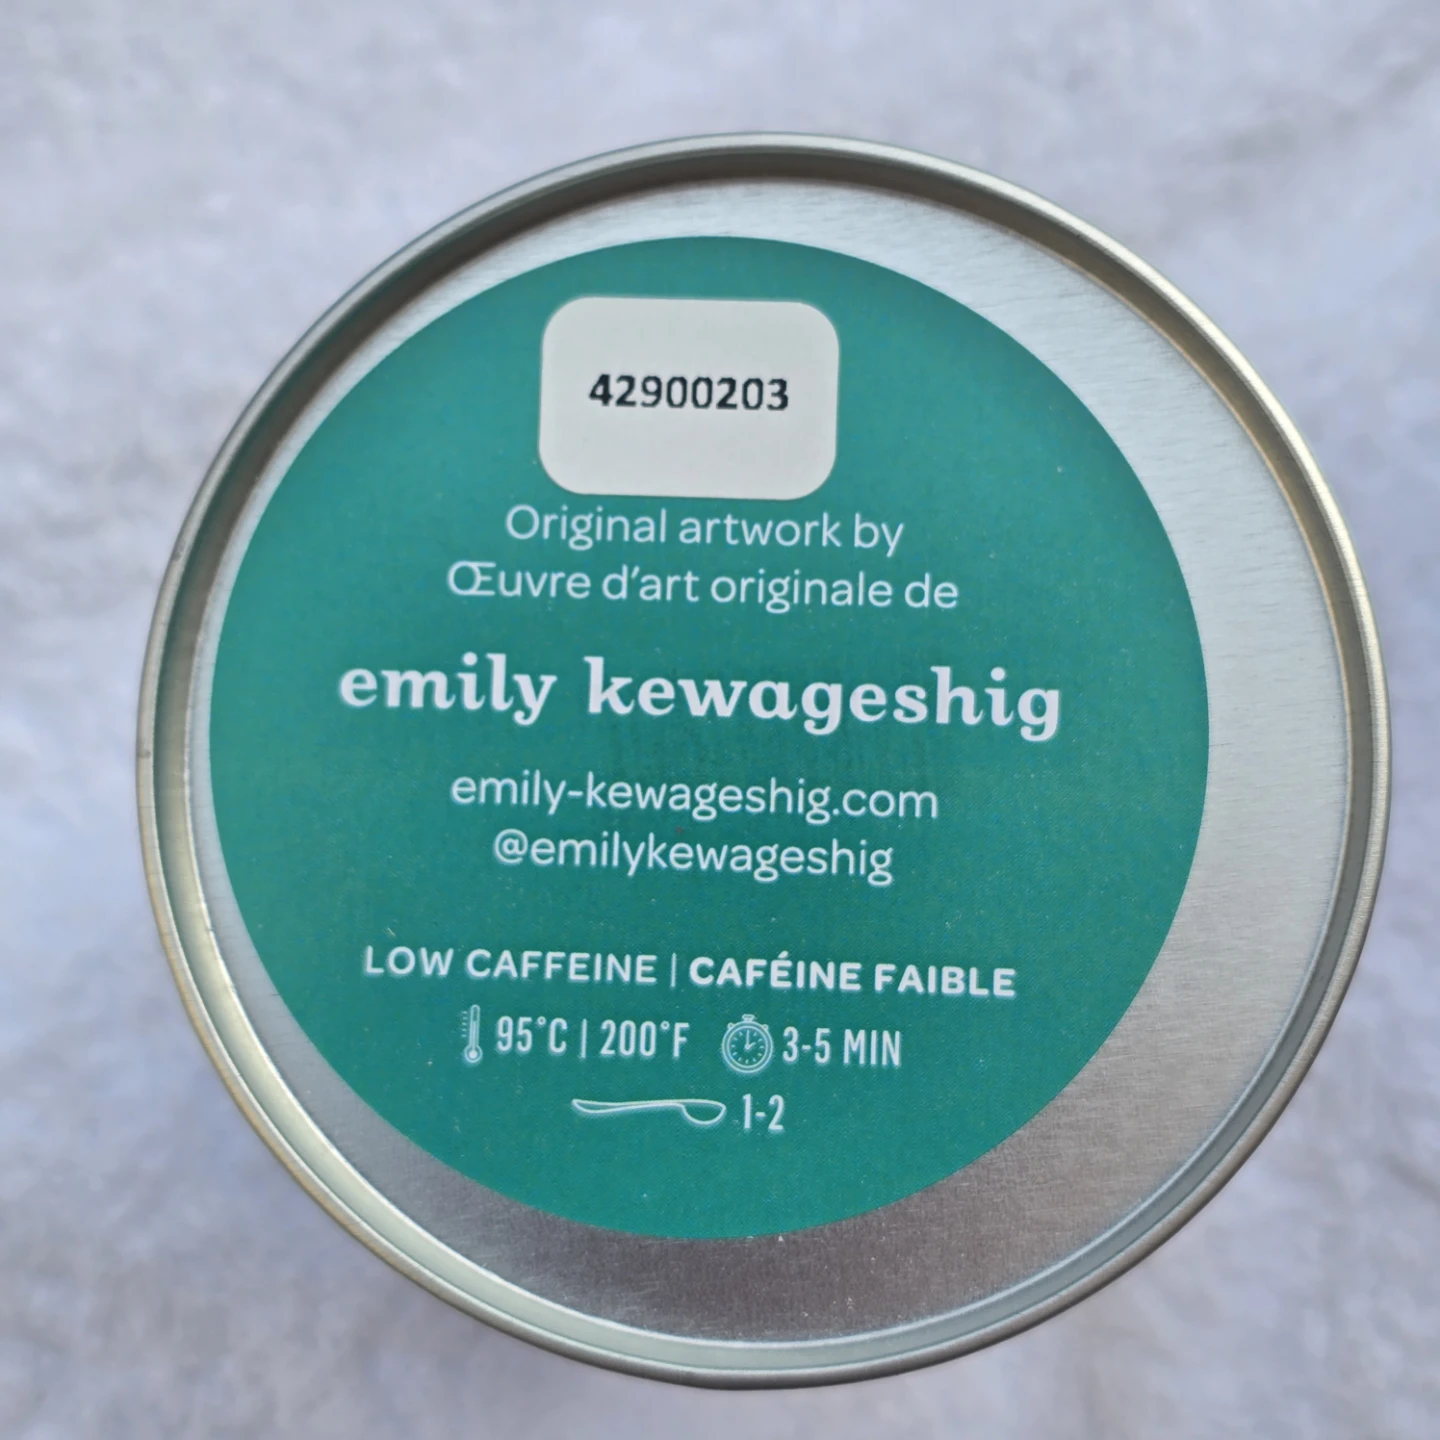 42900203
Original artwork by
Œuvre d'art originale de
emily kewageshig
emily-kewageshig.com
@emilykewageshig
LOW CAFFEINE | CAFÉINE FAIBLE
95°C | 200°F 3-5 MIN
1-2